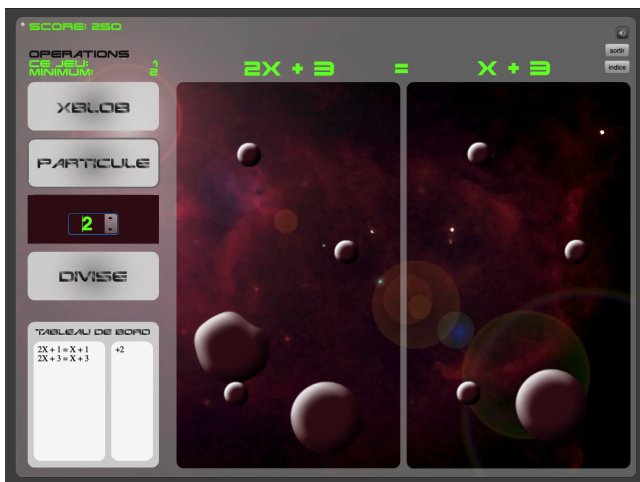 SCORE: 250
OPERATIONS
CE JEU: 1
MINIMUM: 2
2X + 3 = X + 3
sortir
indice
XBLOB
PARTICULE
2
DIVISE
TABLEAU DE BORD
2X + 1 = X + 1 +2
2X + 3 = X + 3